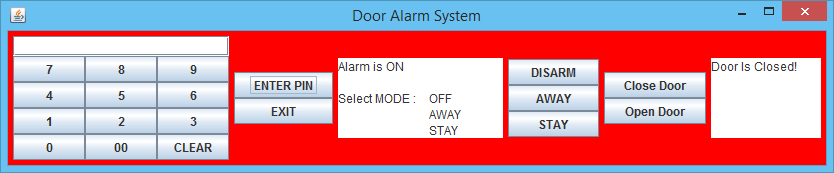 Door Alarm System
7 8 9
4 5 6
1 2 3
0 00 CLEAR
ENTER PIN
EXIT
Alarm is ON
Select MODE : OFF
AWAY
STAY
DISARM
AWAY
STAY
Close Door
Open Door
Door Is Closed!